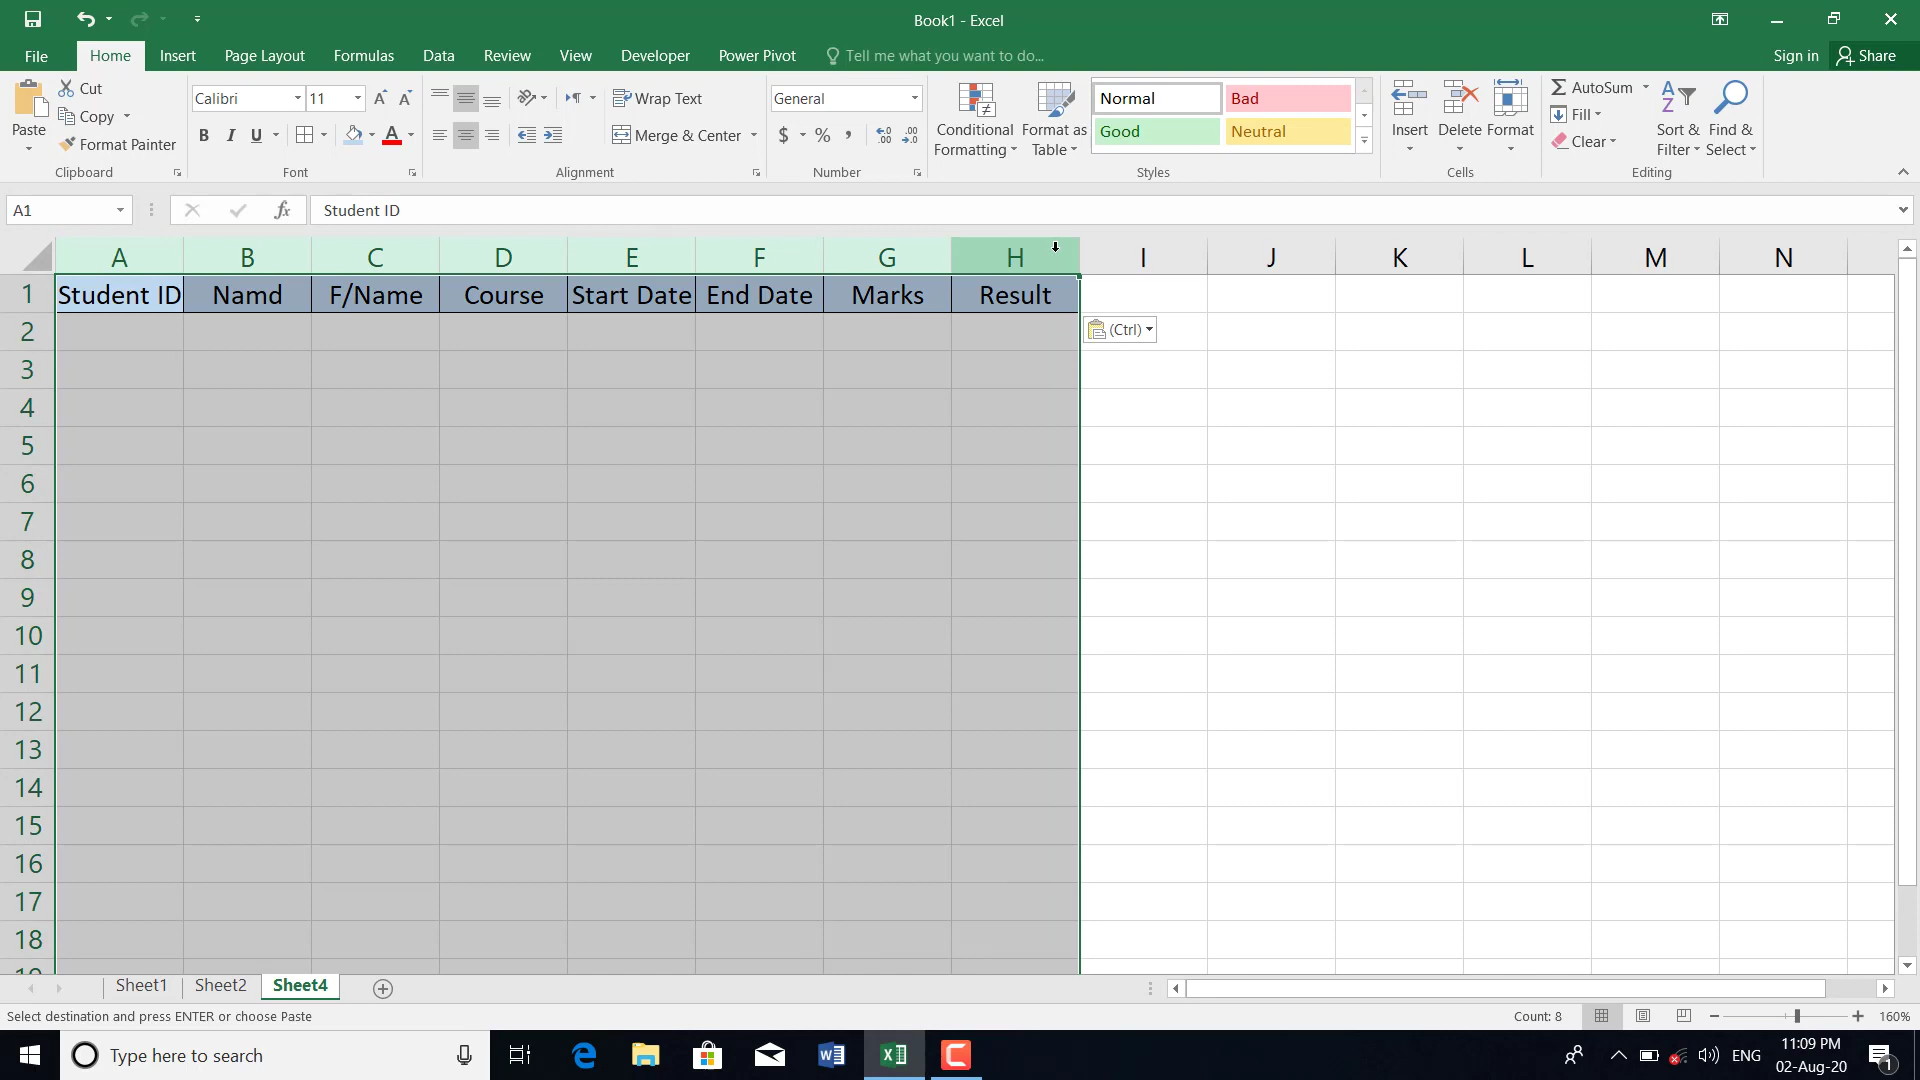 Book1 - Excel
File Home Insert Page Layout Formulas Data Review View Developer Power Pivot Tell me what you want to do... Sign in Share
Paste
Cut
Copy
Format Painter
Clipboard
Calibri 11
B I U A
Font
Wrap Text
Merge & Center
Alignment
General
$ % ,
Number
Conditional Formatting
Format as Table
Normal Bad
Good Neutral
Styles
Insert Delete Format
Cells
AutoSum
Fill
Clear
Sort & Filter
Find & Select
Editing
A1 fx Student ID
A B C D E F G H I J K L M N
1 Student ID Namd F/Name Course Start Date End Date Marks Result
2 (Ctrl)
3
4
5
6
7
8
9
10
11
12
13
14
15
16
17
18
19
Sheet1 Sheet2 Sheet4
Select destination and press ENTER or choose Paste Count: 8 160%
Type here to search ENG 11:09 PM
02-Aug-20 1